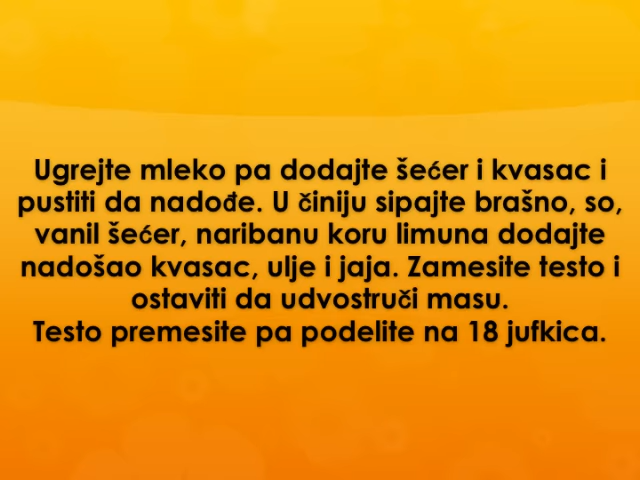 Ugrejte mleko pa dodajte šećer i kvasac i
pustiti da nadođe. U činiju sipajte brašno, so,
vanil šećer, naribanu koru limuna dodajte
nadošao kvasac, ulje i jaja. Zamesite testo i
ostaviti da udvostruči masu.
Testo premesite pa podelite na 18 jufkica.